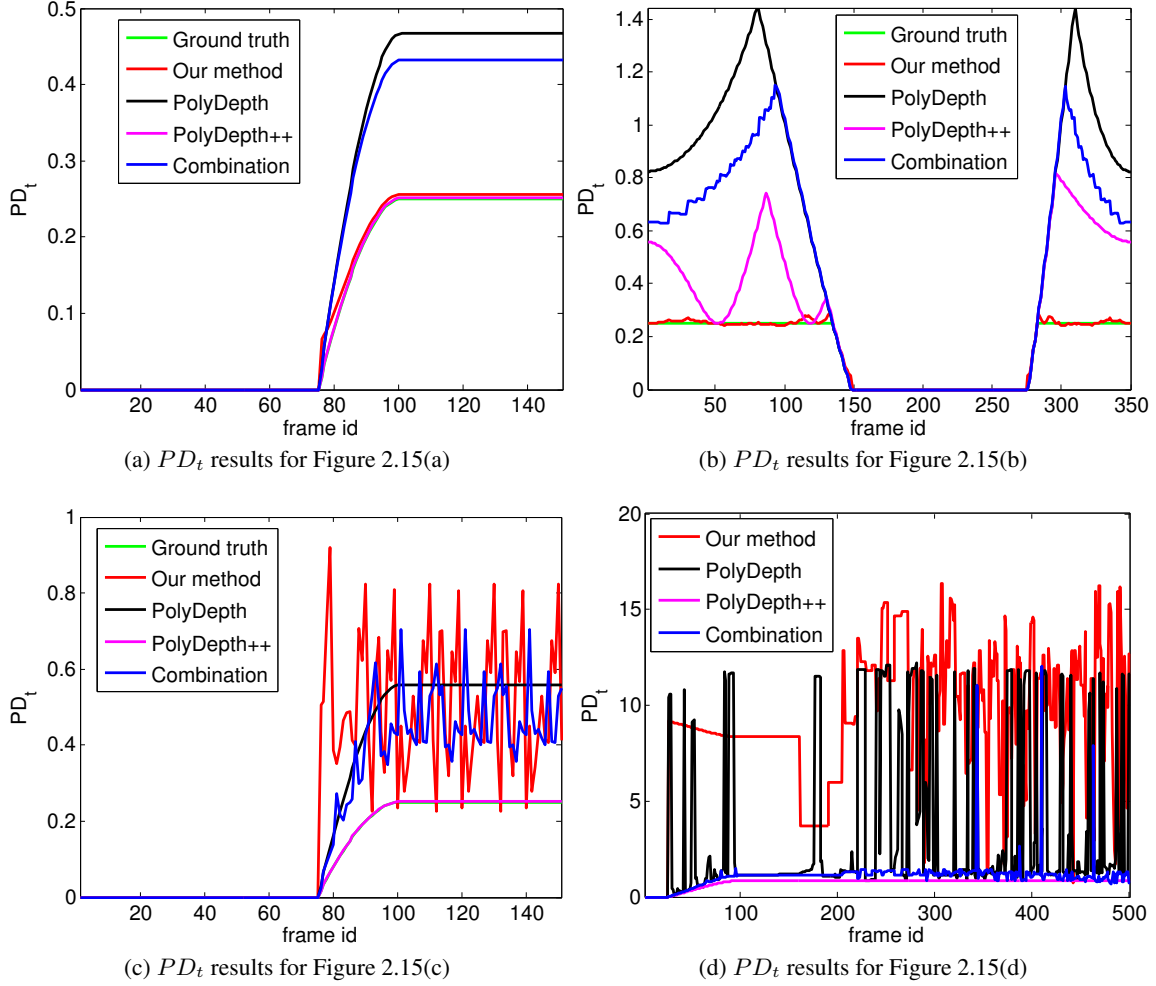 0.5
0.4
0.3
0.2
0.1
0
PD_t
Ground truth
Our method
PolyDepth
PolyDepth++
Combination
20 40 60 80 100 120 140
frame id
(a) PD_t results for Figure 2.15(a)
1.4
1.2
1
0.8
0.6
0.4
0.2
0
PD_t
Ground truth
Our method
PolyDepth
PolyDepth++
Combination
50 100 150 200 250 300 350
frame id
(b) PD_t results for Figure 2.15(b)
1
0.8
0.6
0.4
0.2
0
PD_t
Ground truth
Our method
PolyDepth
PolyDepth++
Combination
20 40 60 80 100 120 140
frame id
(c) PD_t results for Figure 2.15(c)
20
15
10
5
0
PD_t
Our method
PolyDepth
PolyDepth++
Combination
100 200 300 400 500
frame id
(d) PD_t results for Figure 2.15(d)